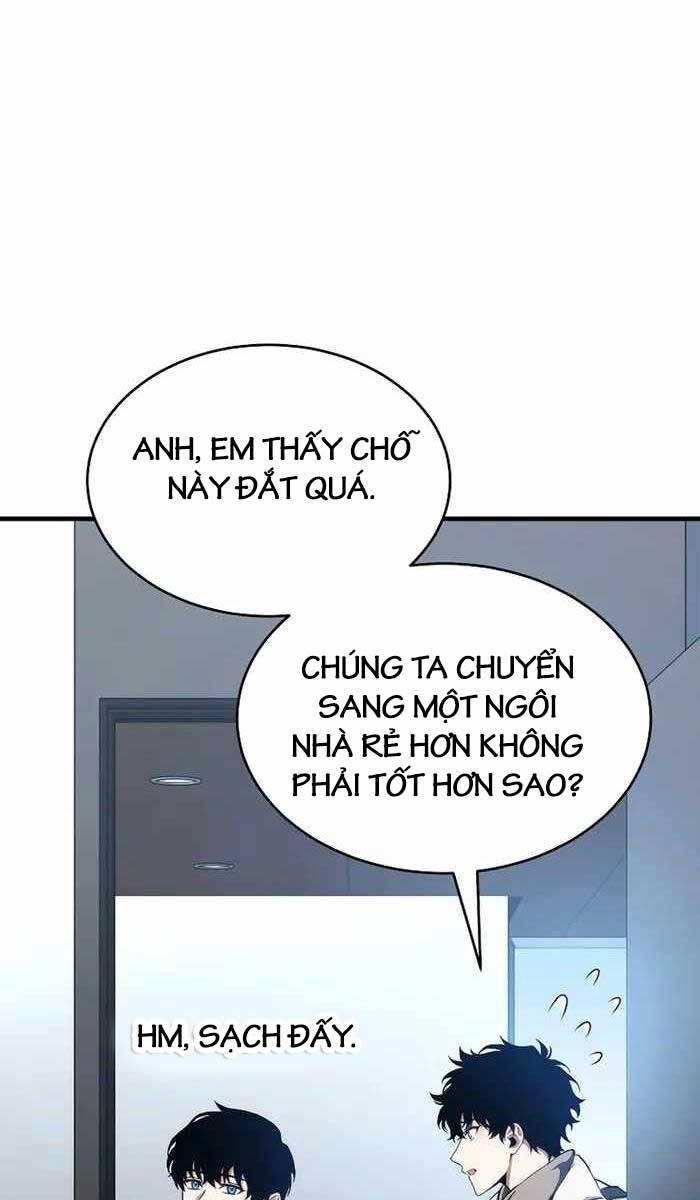 ANH, EM THẤY CHỖ
NÀY ĐẮT QUÁ.
CHÚNG TA CHUYỂN
SANG MỘT NGÔI
NHÀ RẺ HƠN KHÔNG
PHẢI TỐT HƠN SAO?
HM, SẠCH ĐẤY.